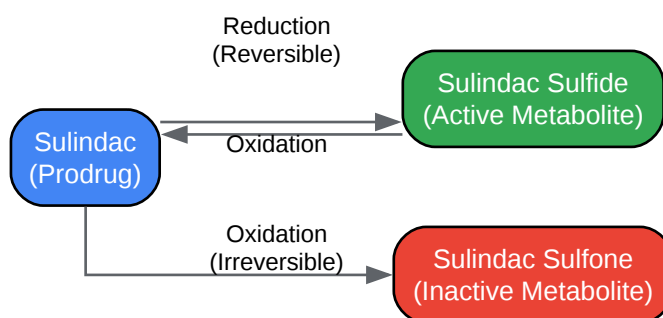 Reduction
(Reversible)
Sulindac Sulfide
(Active Metabolite)
Sulindac
(Prodrug)
Oxidation
Oxidation
(Irreversible)
Sulindac Sulfone
(Inactive Metabolite)